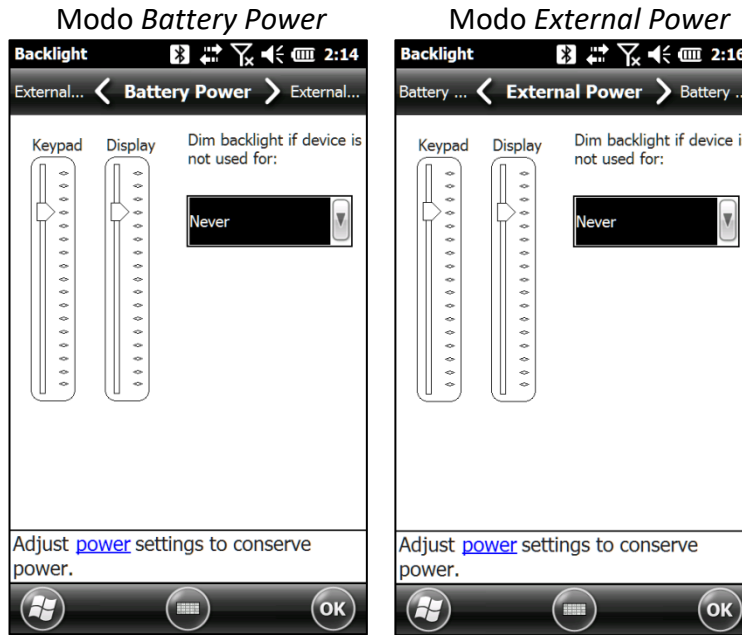 Modo Battery Power
Backlight 2:14
External... Battery Power External...
Keypad Display
Dim backlight if device is
not used for:
Never
Adjust power settings to conserve
power.
OK
Modo External Power
Backlight 2:16
Battery ... External Power Battery ...
Keypad Display
Dim backlight if device i
not used for:
Never
Adjust power settings to conserve
power.
OK